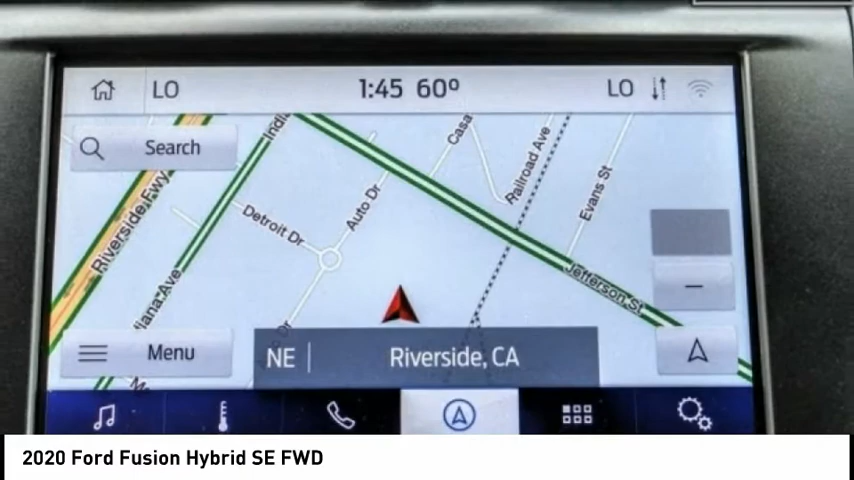 LO 1:45 60º LO
Search
Riverside Fwy
Detroit Dr
Auto Dr
Casa
Railroad Ave
Evans St
Jefferson St
Menu
NE Riverside, CA
2020 Ford Fusion Hybrid SE FWD